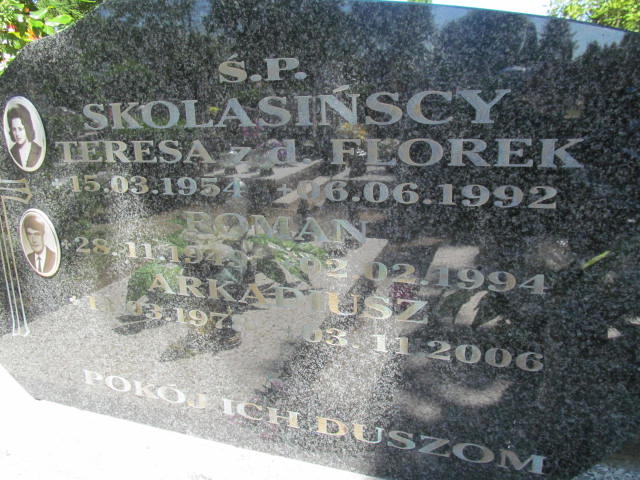 Ś.P.
SKOLASIŃSCY
TERESA z d. FLOREK
*15.03.1954 +06.06.1992
ROMAN
02.02.1994
ARKADIUSZ
03.11.2006
POKÓJ ICH DUSZOM